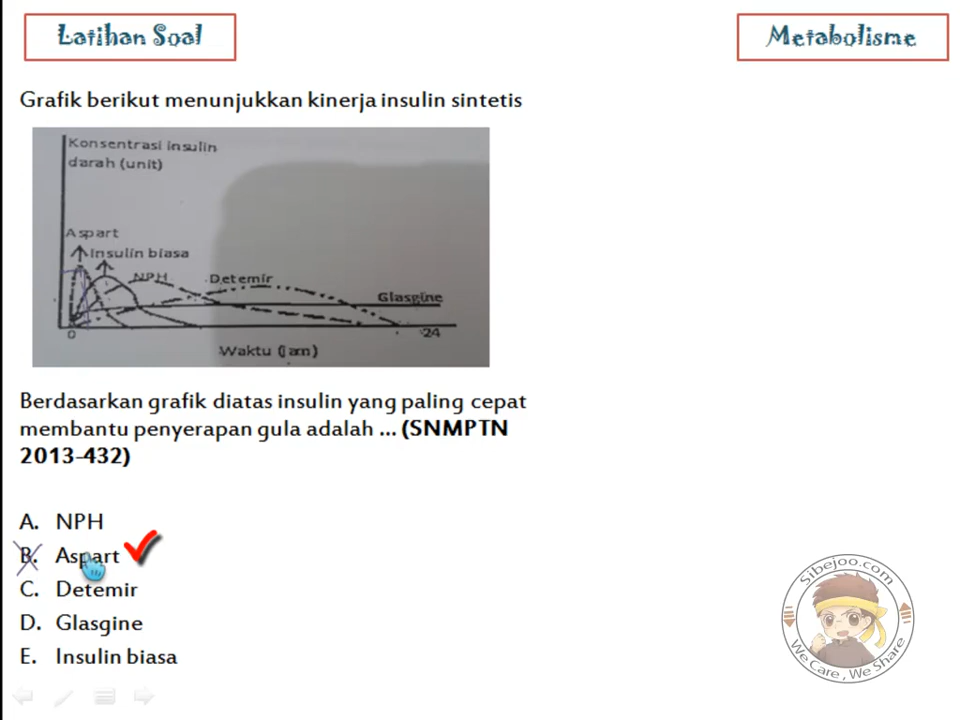 Latihan Soal
Metabolisme
Grafik berikut menunjukkan kinerja insulin sintetis
Konsentrasi insulin
darah (unit)
Aspart
Insulin biasa
NPH
Detemir
Glasgine
0
24
Waktu (jam)
Berdasarkan grafik diatas insulin yang paling cepat
membantu penyerapan gula adalah ... (SNMPTN
2013-432)
A. NPH
B. Aspart
C. Detemir
D. Glasgine
E. Insulin biasa
Sibejoo.com
We Care, We Share